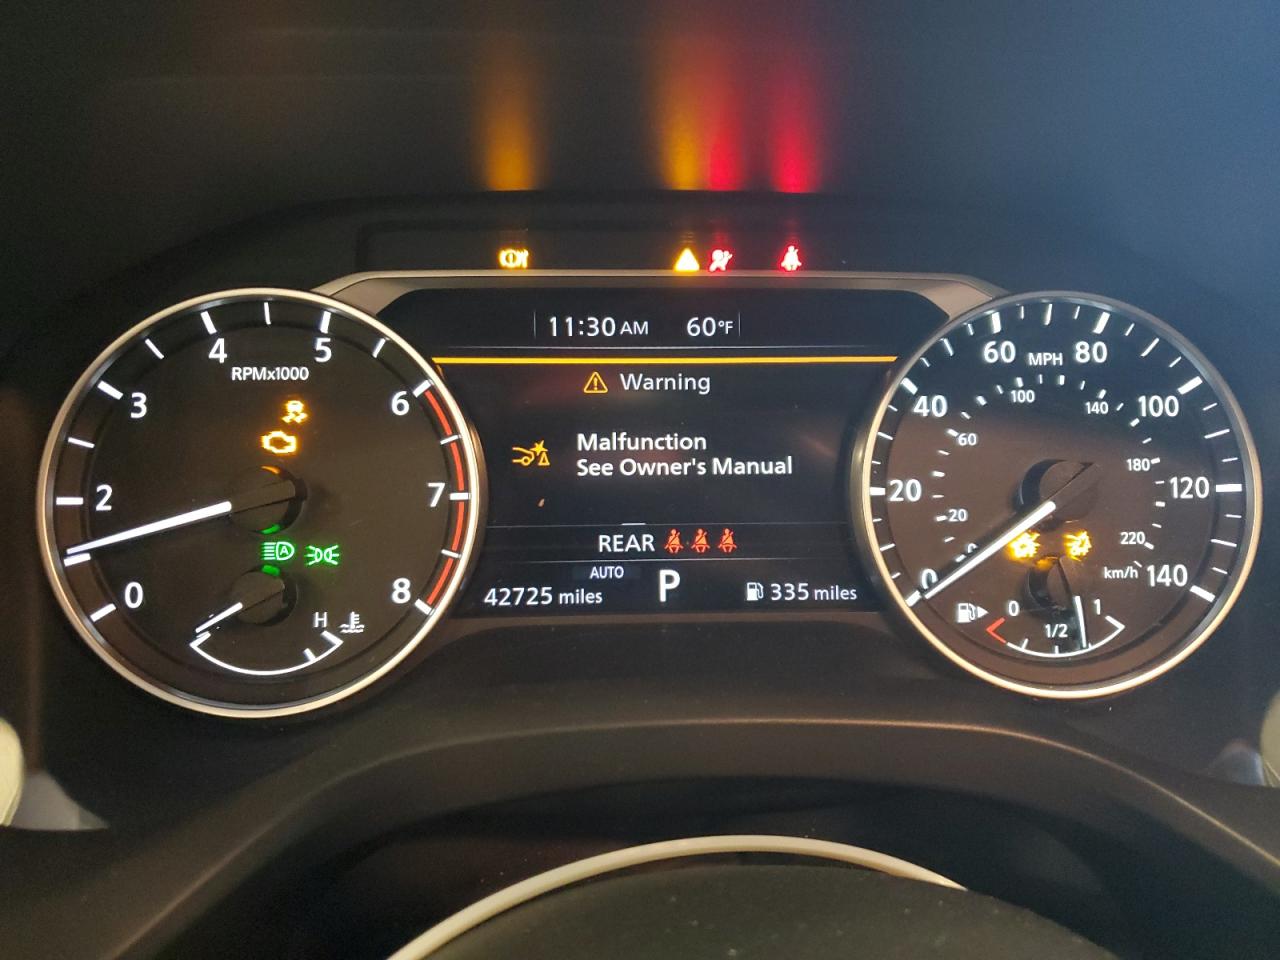 11:30 AM 60°F
Warning
Malfunction
See Owner's Manual
REAR
AUTO
42725 miles
P
335 miles
RPMx1000
0
2
3
4
5
6
7
8
H
A
MPH
0
20
40
60
80
100
120
140
km/h
20
60
100
140
180
220
0
1/2
1